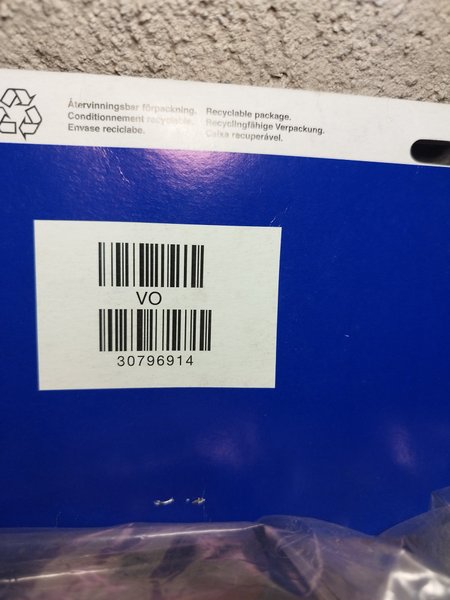 Återvinningsbar förpackning. Recyclable package.
Conditionnement recyclable. Recyclingfähige Verpackung.
Envase reciclabe. Caixa recuperável.
VO
30796914